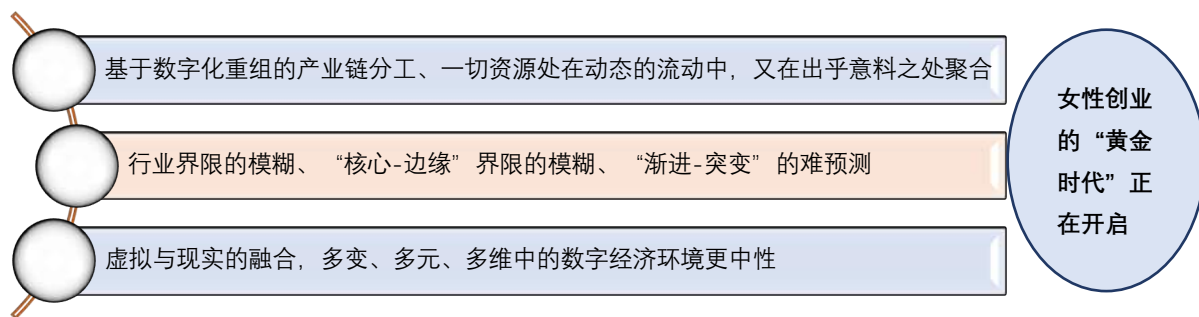 基于数字化重组的产业链分工、一切资源处在动态的流动中，又在出乎意料之处聚合
行业界限的模糊、“核心-边缘”界限的模糊、“渐进-突变”的难预测
虚拟与现实的融合，多变、多元、多维中的数字经济环境更中性
女性创业
的“黄金
时代”正
在开启